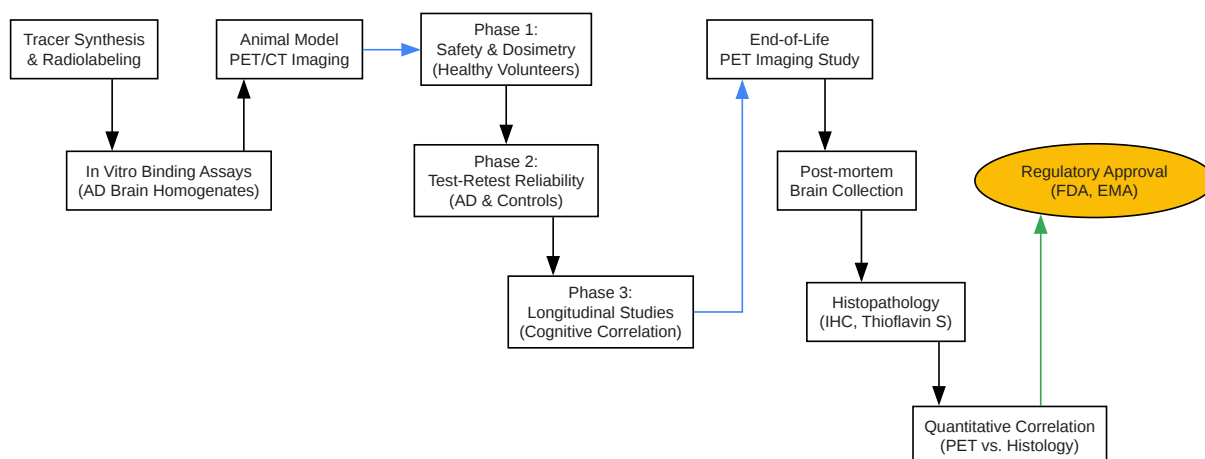 Tracer Synthesis
& Radiolabeling
In Vitro Binding Assays
(AD Brain Homogenates)
Animal Model
PET/CT Imaging
Phase 1:
Safety & Dosimetry
(Healthy Volunteers)
Phase 2:
Test-Retest Reliability
(AD & Controls)
Phase 3:
Longitudinal Studies
(Cognitive Correlation)
End-of-Life
PET Imaging Study
Post-mortem
Brain Collection
Histopathology
(IHC, Thioflavin S)
Quantitative Correlation
(PET vs. Histology)
Regulatory Approval
(FDA, EMA)